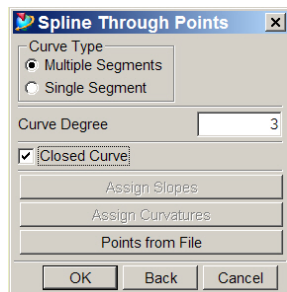 Spline Through Points
Curve Type
Multiple Segments
Single Segment
Curve Degree 3
Closed Curve
Assign Slopes
Assign Curvatures
Points from File
OK Back Cancel